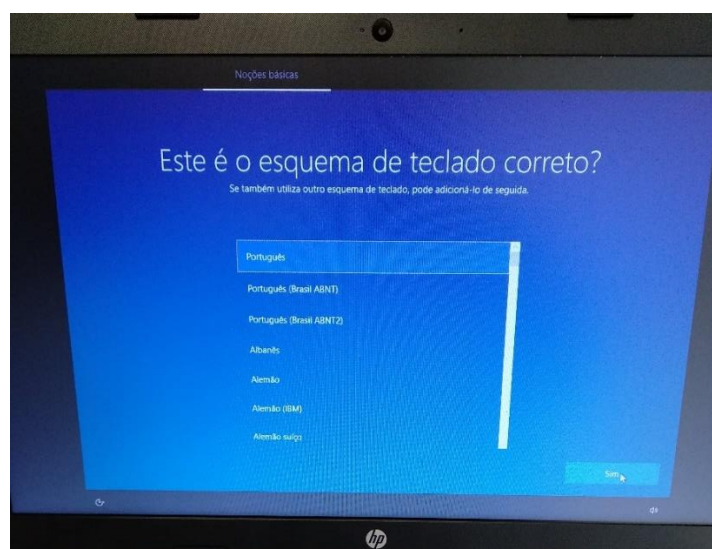 Noções básicas
Este é o esquema de teclado correto?
Se também utiliza outro esquema de teclado, pode adicioná-lo de seguida.
Português
Português (Brasil ABNT)
Português (Brasil ABNT2)
Albanês
Alemão
Alemão (IBM)
Alemão suíço
Sim
hp